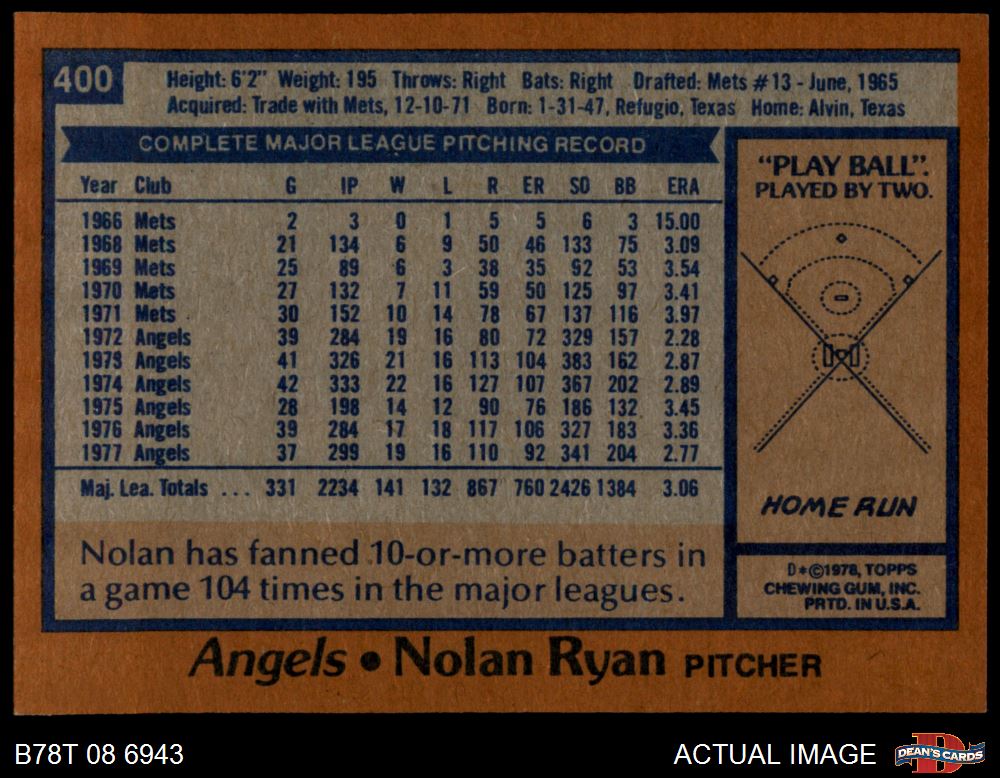 400
Height: 6'2" Weight: 195 Throws: Right Bats: Right Drafted: Mets #13 - June, 1965
Acquired: Trade with Mets, 12-10-71 Born: 1-31-47, Refugio, Texas Home: Alvin, Texas
COMPLETE MAJOR LEAGUE PITCHING RECORD
Year Club G IP W L R ER SO BB ERA
1966 Mets 2 3 0 1 5 5 6 3 15.00
1968 Mets 21 134 6 9 50 46 133 75 3.09
1969 Mets 25 89 6 3 38 35 92 53 3.54
1970 Mets 27 132 7 11 59 50 125 97 3.41
1971 Mets 30 152 10 14 78 67 137 116 3.97
1972 Angels 39 284 19 16 80 72 329 157 2.28
1973 Angels 41 326 21 16 113 104 383 162 2.87
1974 Angels 42 333 22 16 127 107 367 202 2.89
1975 Angels 28 198 14 12 90 76 186 132 3.45
1976 Angels 39 284 17 18 117 106 327 183 3.36
1977 Angels 37 299 19 16 110 92 341 204 2.77
Maj. Lea. Totals ... 331 2234 141 132 867 760 2426 1384 3.06
Nolan has fanned 10-or-more batters in
a game 104 times in the major leagues.
"PLAY BALL".
PLAYED BY TWO.
HOME RUN
D*©1978, TOPPS
CHEWING GUM, INC.
PRTD. IN U.S.A.
Angels • Nolan Ryan PITCHER
B78T 08 6943
ACTUAL IMAGE
D
DEAN'S CARDS